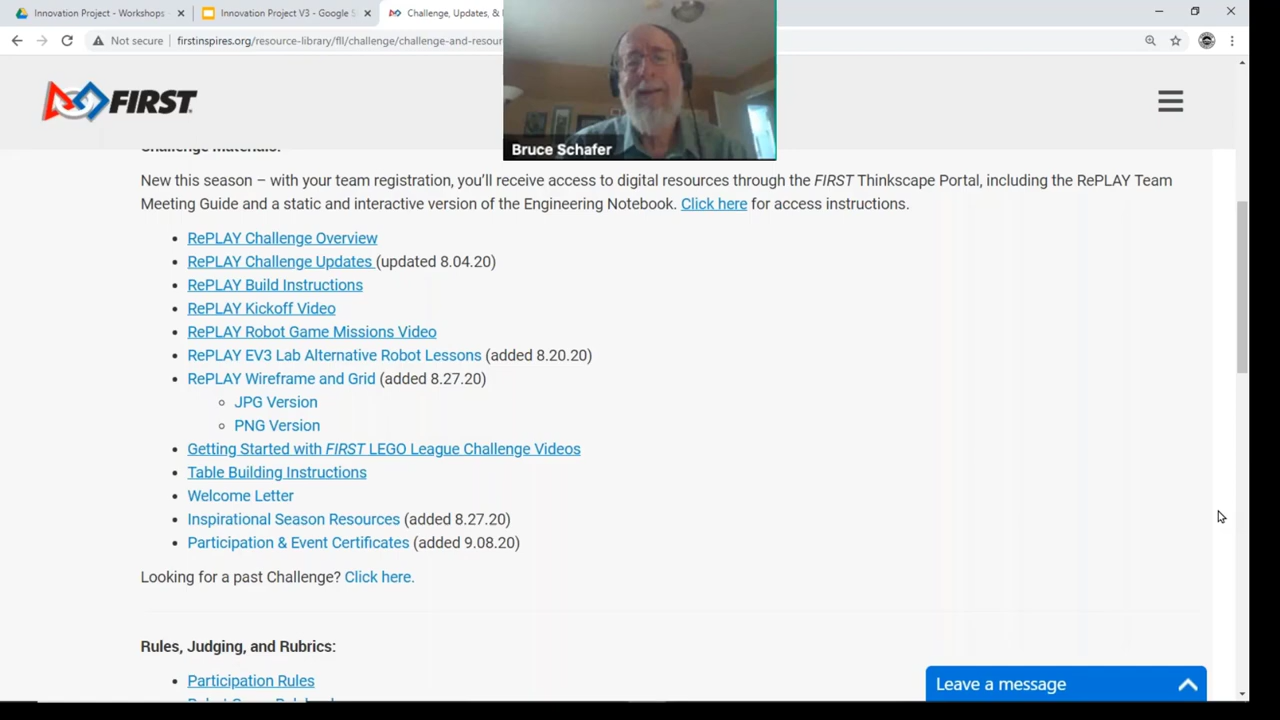 Innovation Project - Workshops
Innovation Project V3 - Google S
Challenge, Updates, &
Not secure
firstinspires.org/resource-library/fll/challenge/challenge-and-resour
FIRST
Bruce Schafer
Challenge Materials:
New this season – with your team registration, you'll receive access to digital resources through the FIRST Thinkscape Portal, including the RePLAY Team
Meeting Guide and a static and interactive version of the Engineering Notebook. Click here for access instructions.
RePLAY Challenge Overview
RePLAY Challenge Updates (updated 8.04.20)
RePLAY Build Instructions
RePLAY Kickoff Video
RePLAY Robot Game Missions Video
RePLAY EV3 Lab Alternative Robot Lessons (added 8.20.20)
RePLAY Wireframe and Grid (added 8.27.20)
JPG Version
PNG Version
Getting Started with FIRST LEGO League Challenge Videos
Table Building Instructions
Welcome Letter
Inspirational Season Resources (added 8.27.20)
Participation & Event Certificates (added 9.08.20)
Looking for a past Challenge? Click here.
Rules, Judging, and Rubrics:
Participation Rules
Leave a message